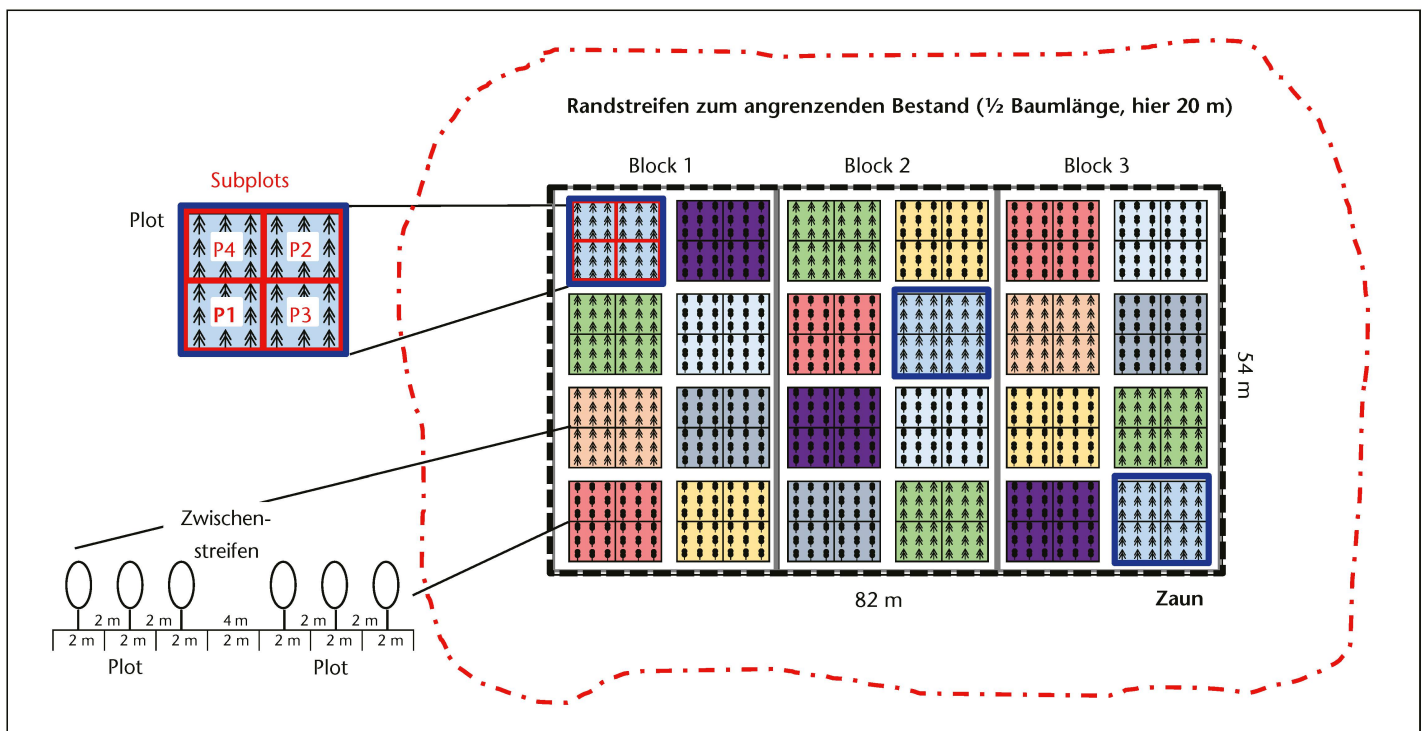 Randstreifen zum angrenzenden Bestand (½ Baumlänge, hier 20 m)
Block 1
Block 2
Block 3
Subplots
Plot
P4
P2
P1
P3
54 m
82 m
Zaun
Zwischen-
streifen
2 m 2 m 4 m 2 m 2 m
2 m 2 m 2 m 2 m 2 m 2 m 2 m
Plot
Plot